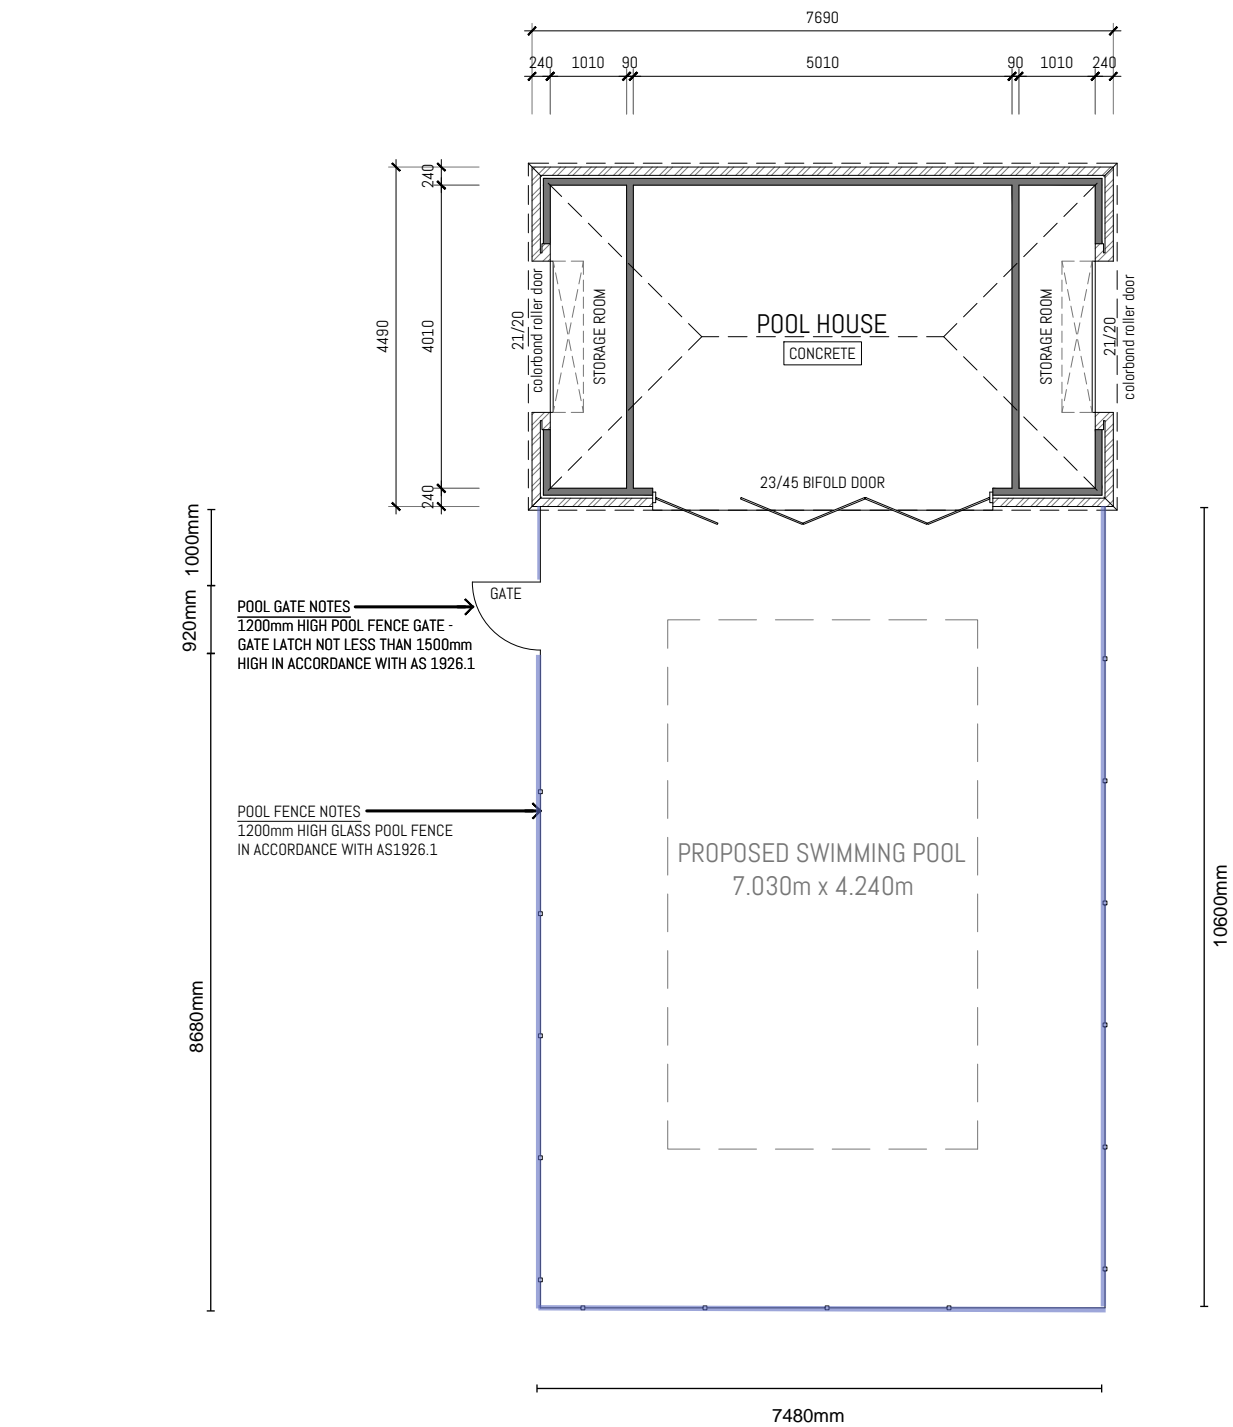 7690
240 1010 90 5010 90 1010 240
240
4490
4010
240
21/20
colorbond roller door
STORAGE ROOM
POOL HOUSE
CONCRETE
STORAGE ROOM
21/20
colorbond roller door
23/45 BIFOLD DOOR
1000mm
920mm
GATE
POOL GATE NOTES
1200mm HIGH POOL FENCE GATE -
GATE LATCH NOT LESS THAN 1500mm
HIGH IN ACCORDANCE WITH AS 1926.1
POOL FENCE NOTES
1200mm HIGH GLASS POOL FENCE
IN ACCORDANCE WITH AS1926.1
PROPOSED SWIMMING POOL
7.030m x 4.240m
8680mm
10600mm
7480mm